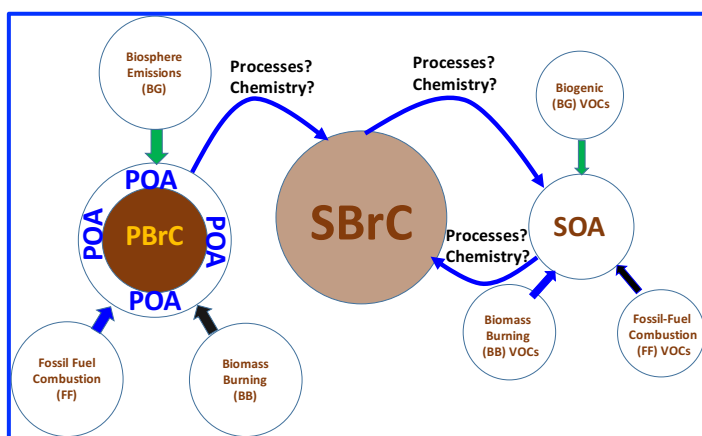 Biosphere
Emissions
(BG)
Processes?
Chemistry?
Processes?
Chemistry?
Biogenic
(BG) VOCs
POA
POA
PBrC
POA
POA
SBrC
SOA
Processes?
Chemistry?
Fossil Fuel
Combustion
(FF)
Biomass
Burning
(BB)
Biomass
Burning
(BB) VOCs
Fossil-Fuel
Combustion
(FF) VOCs